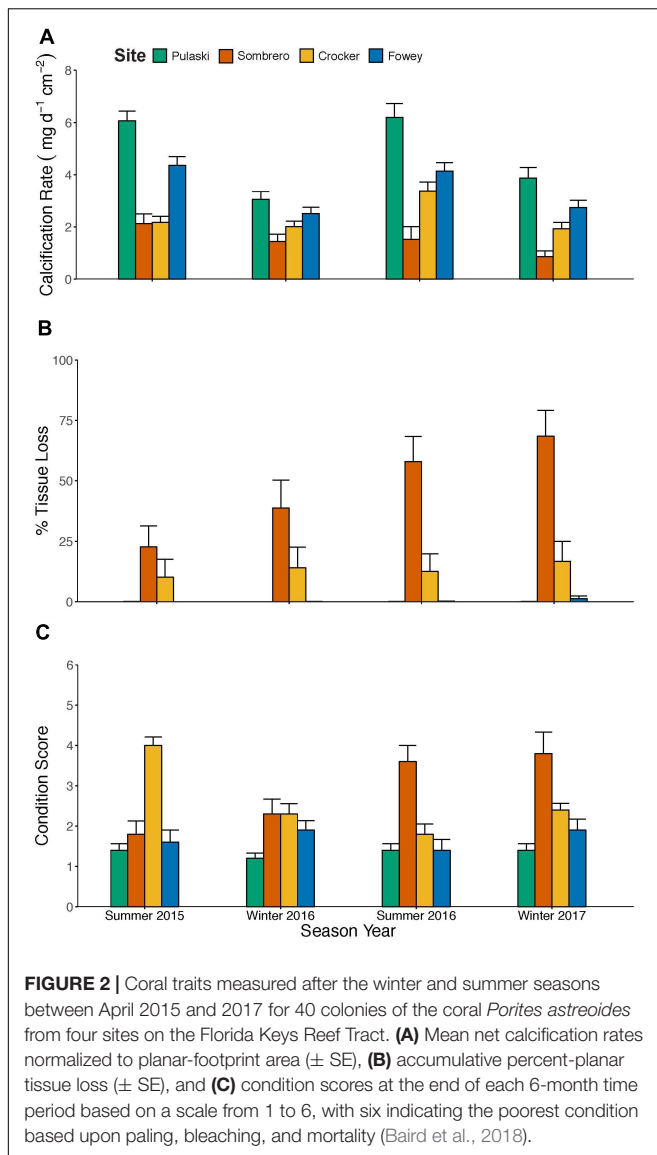 A
Site Pulaski Sombrero Crocker Fowey
Calcification Rate ( mg d⁻¹ cm⁻²)
8
6
4
2
0
B
% Tissue Loss
100
75
50
25
0
C
Condition Score
6
5
4
3
2
1
0
Summer 2015 Winter 2016 Summer 2016 Winter 2017
Season Year
FIGURE 2 | Coral traits measured after the winter and summer seasons
between April 2015 and 2017 for 40 colonies of the coral Porites astreoides
from four sites on the Florida Keys Reef Tract. (A) Mean net calcification rates
normalized to planar-footprint area (± SE), (B) accumulative percent-planar
tissue loss (± SE), and (C) condition scores at the end of each 6-month time
period based on a scale from 1 to 6, with six indicating the poorest condition
based upon paling, bleaching, and mortality (Baird et al., 2018).